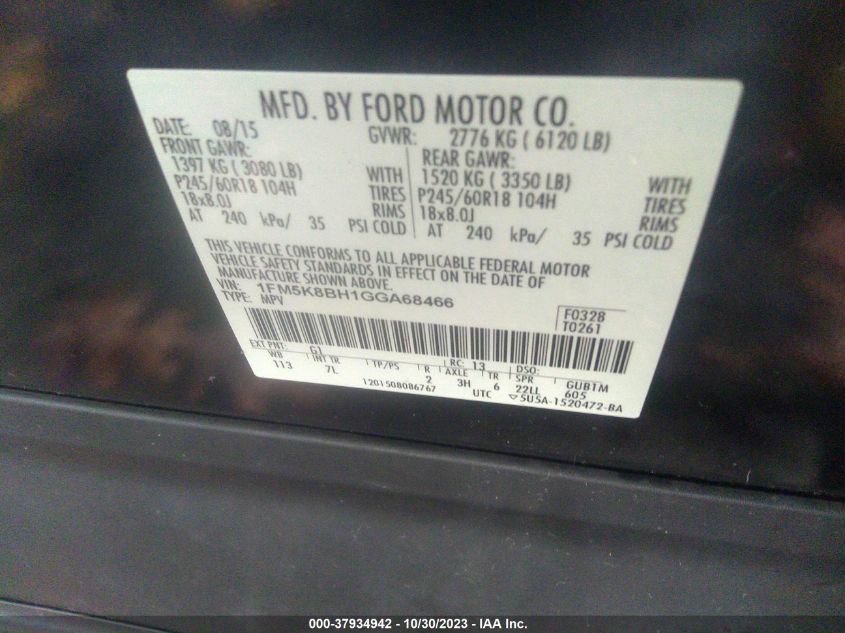 MFD. BY FORD MOTOR CO.
DATE: 08/15 GVWR: 2776 KG ( 6120 LB)
FRONT GAWR: REAR GAWR:
1397 KG ( 3080 LB) WITH 1520 KG ( 3350 LB) WITH
P245/60R18 104H TIRES P245/60R18 104H TIRES
18x8.0J RIMS 18x8.0J RIMS
AT 240 kPa/ 35 PSI COLD AT 240 kPa/ 35 PSI COLD
THIS VEHICLE CONFORMS TO ALL APPLICABLE FEDERAL MOTOR
VEHICLE SAFETY STANDARDS IN EFFECT ON THE DATE OF
MANUFACTURE SHOWN ABOVE.
VIN: 1FM5K8BH1GGA68466
TYPE: MPV
F0328
T0261
EXT PNT: G1 RC: 13 DSO:
WB INT TR TP/PS R AXLE TR SPR GUBTM
113 7L 2 3H 6 22LL 605
1201508086767 UTC ▽5U5A-1520472-BA
000-37934942 - 10/30/2023 - IAA Inc.